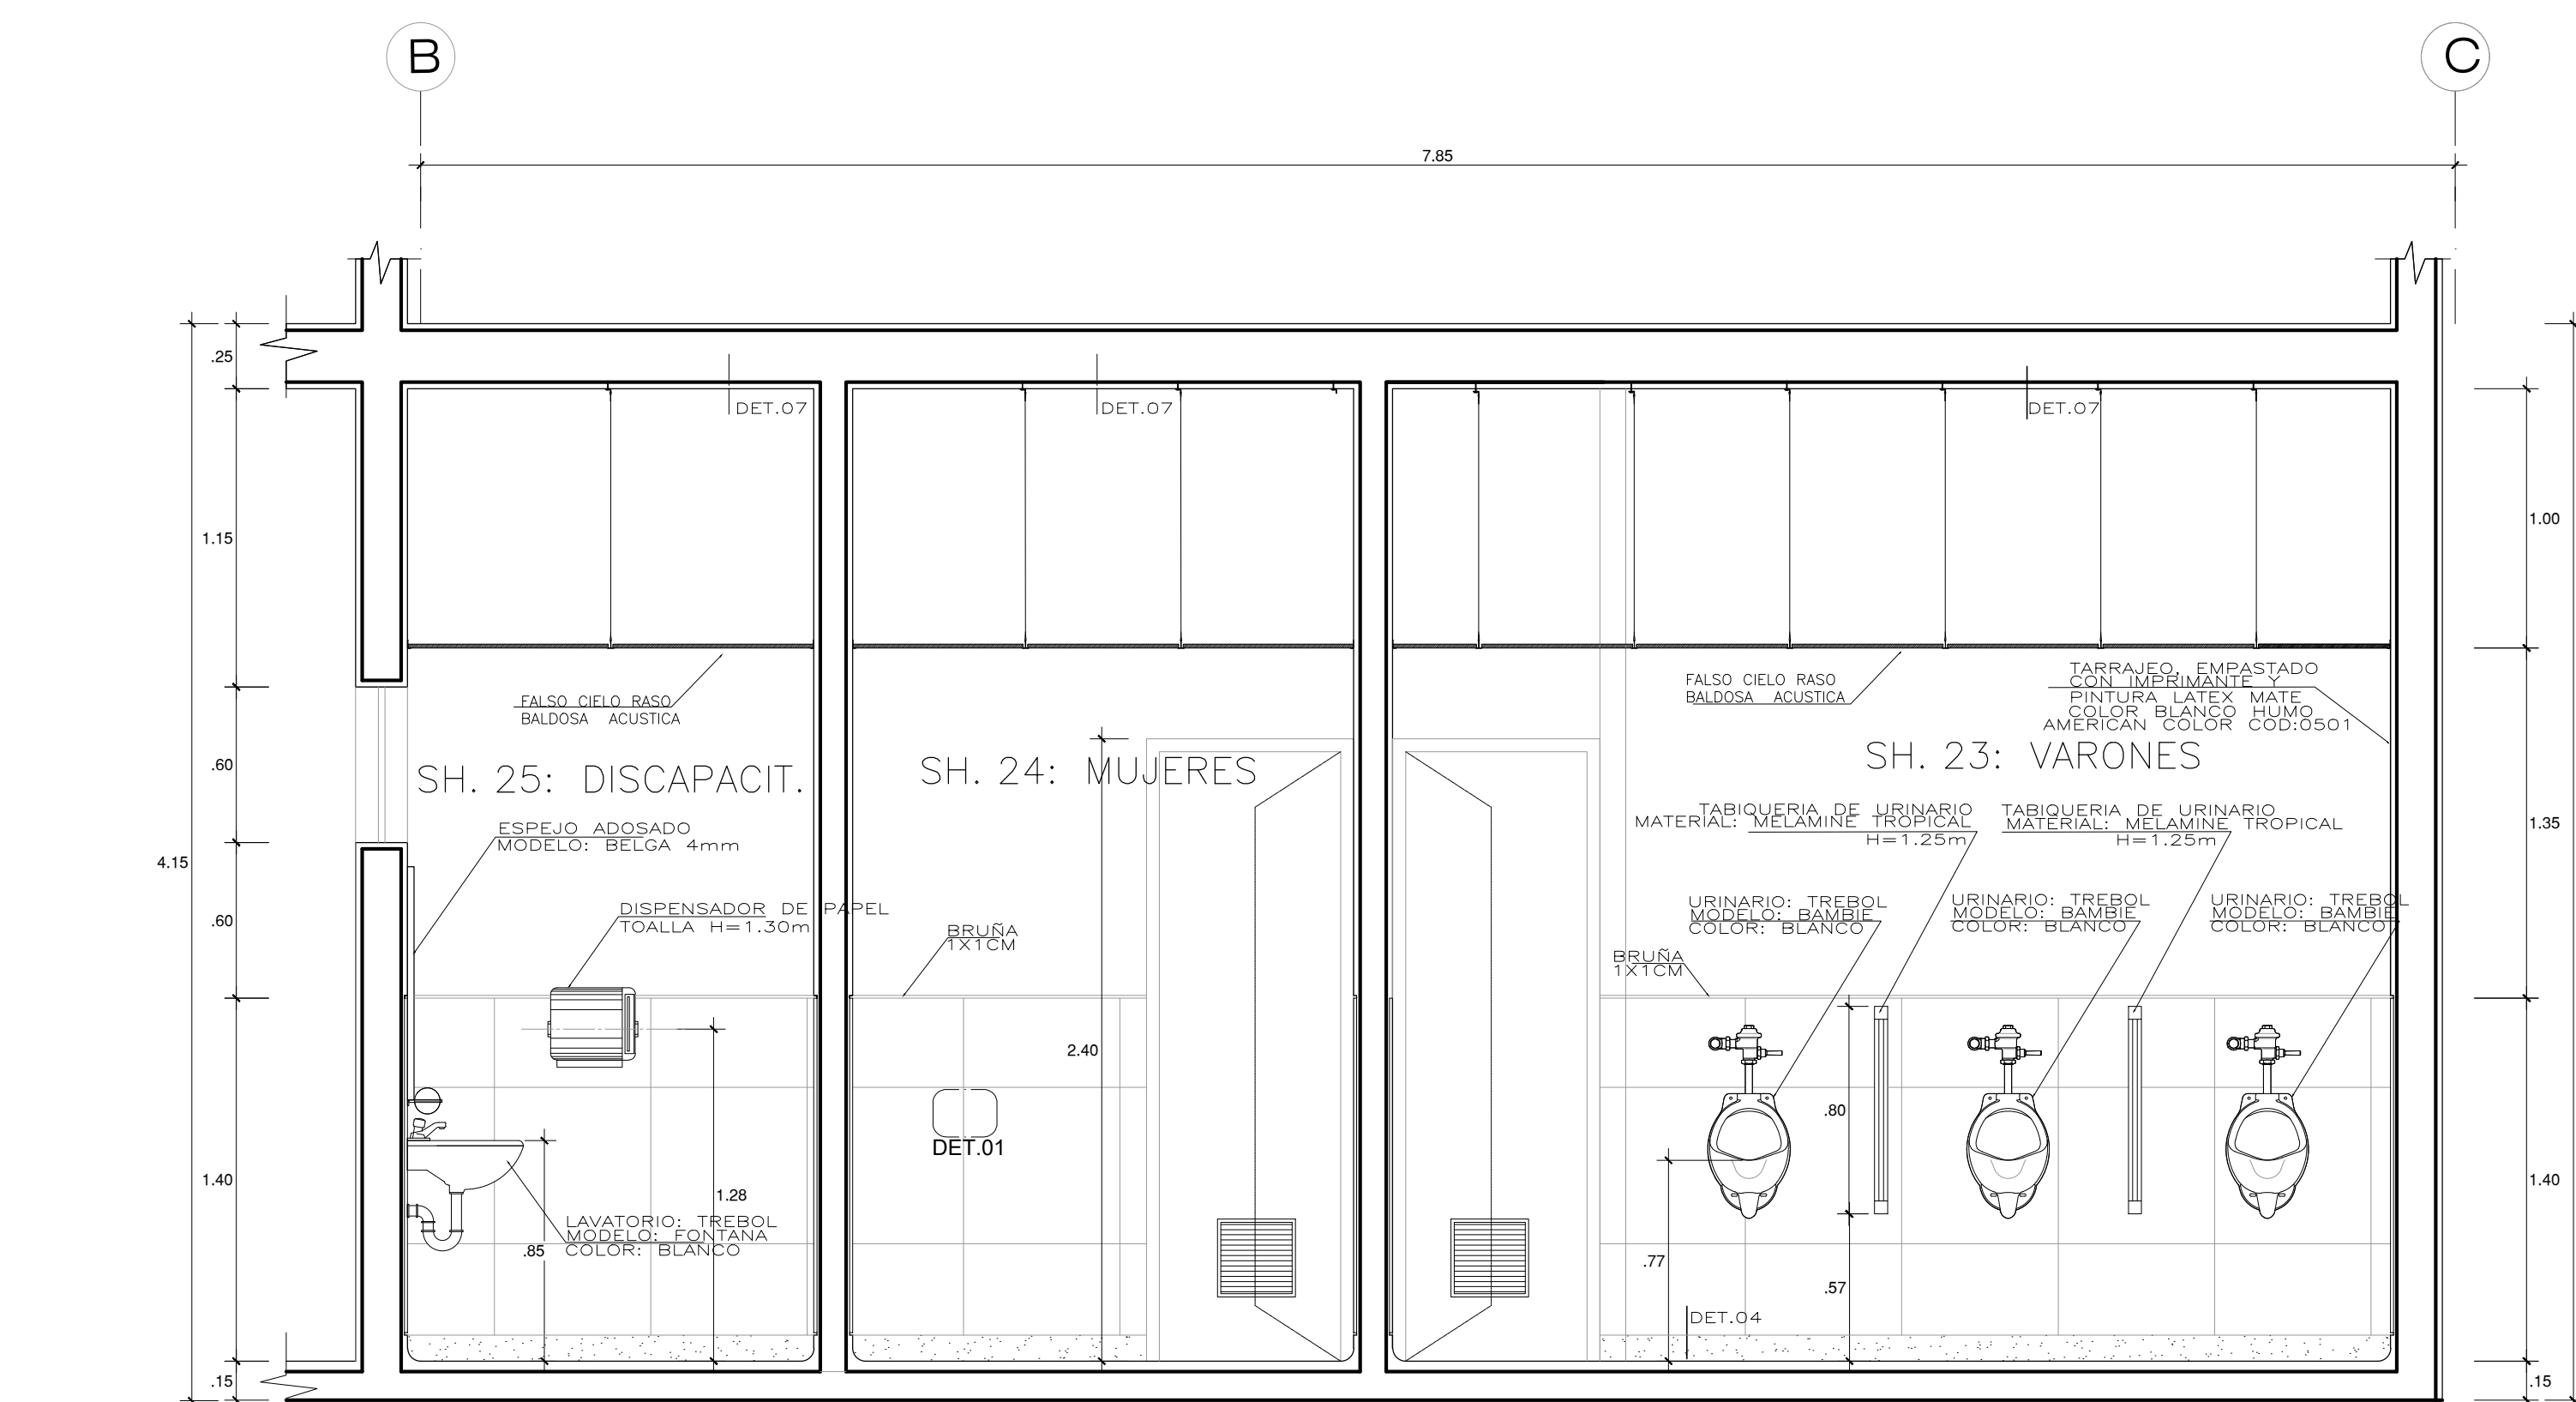 B
C
7.85
.25
DET.07
DET.07
DET.07
1.15
1.00
FALSO CIELO RASO
BALDOSA ACUSTICA
FALSO CIELO RASO
BALDOSA ACUSTICA
TARRAJEO, EMPASTADO
CON IMPRIMANTE Y
PINTURA LATEX MATE
COLOR BLANCO HUMO
AMERICAN COLOR COD:0501
SH. 25: DISCAPACIT.
SH. 24: MUJERES
SH. 23: VARONES
.60
ESPEJO ADOSADO
MODELO: BELGA 4mm
TABIQUERIA DE URINARIO
MATERIAL: MELAMINE TROPICAL
H=1.25m
TABIQUERIA DE URINARIO
MATERIAL: MELAMINE TROPICAL
H=1.25m
1.35
4.15
.60
DISPENSADOR DE PAPEL
TOALLA H=1.30m
BRUÑA
1X1CM
URINARIO: TREBOL
MODELO: BAMBIE
COLOR: BLANCO
URINARIO: TREBOL
MODELO: BAMBIE
COLOR: BLANCO
URINARIO: TREBOL
MODELO: BAMBIE
COLOR: BLANCO
BRUÑA
1X1CM
2.40
.80
DET.01
1.40
1.28
1.40
LAVATORIO: TREBOL
MODELO: FONTANA
COLOR: BLANCO
.85
.77
.57
DET.04
.15
.15